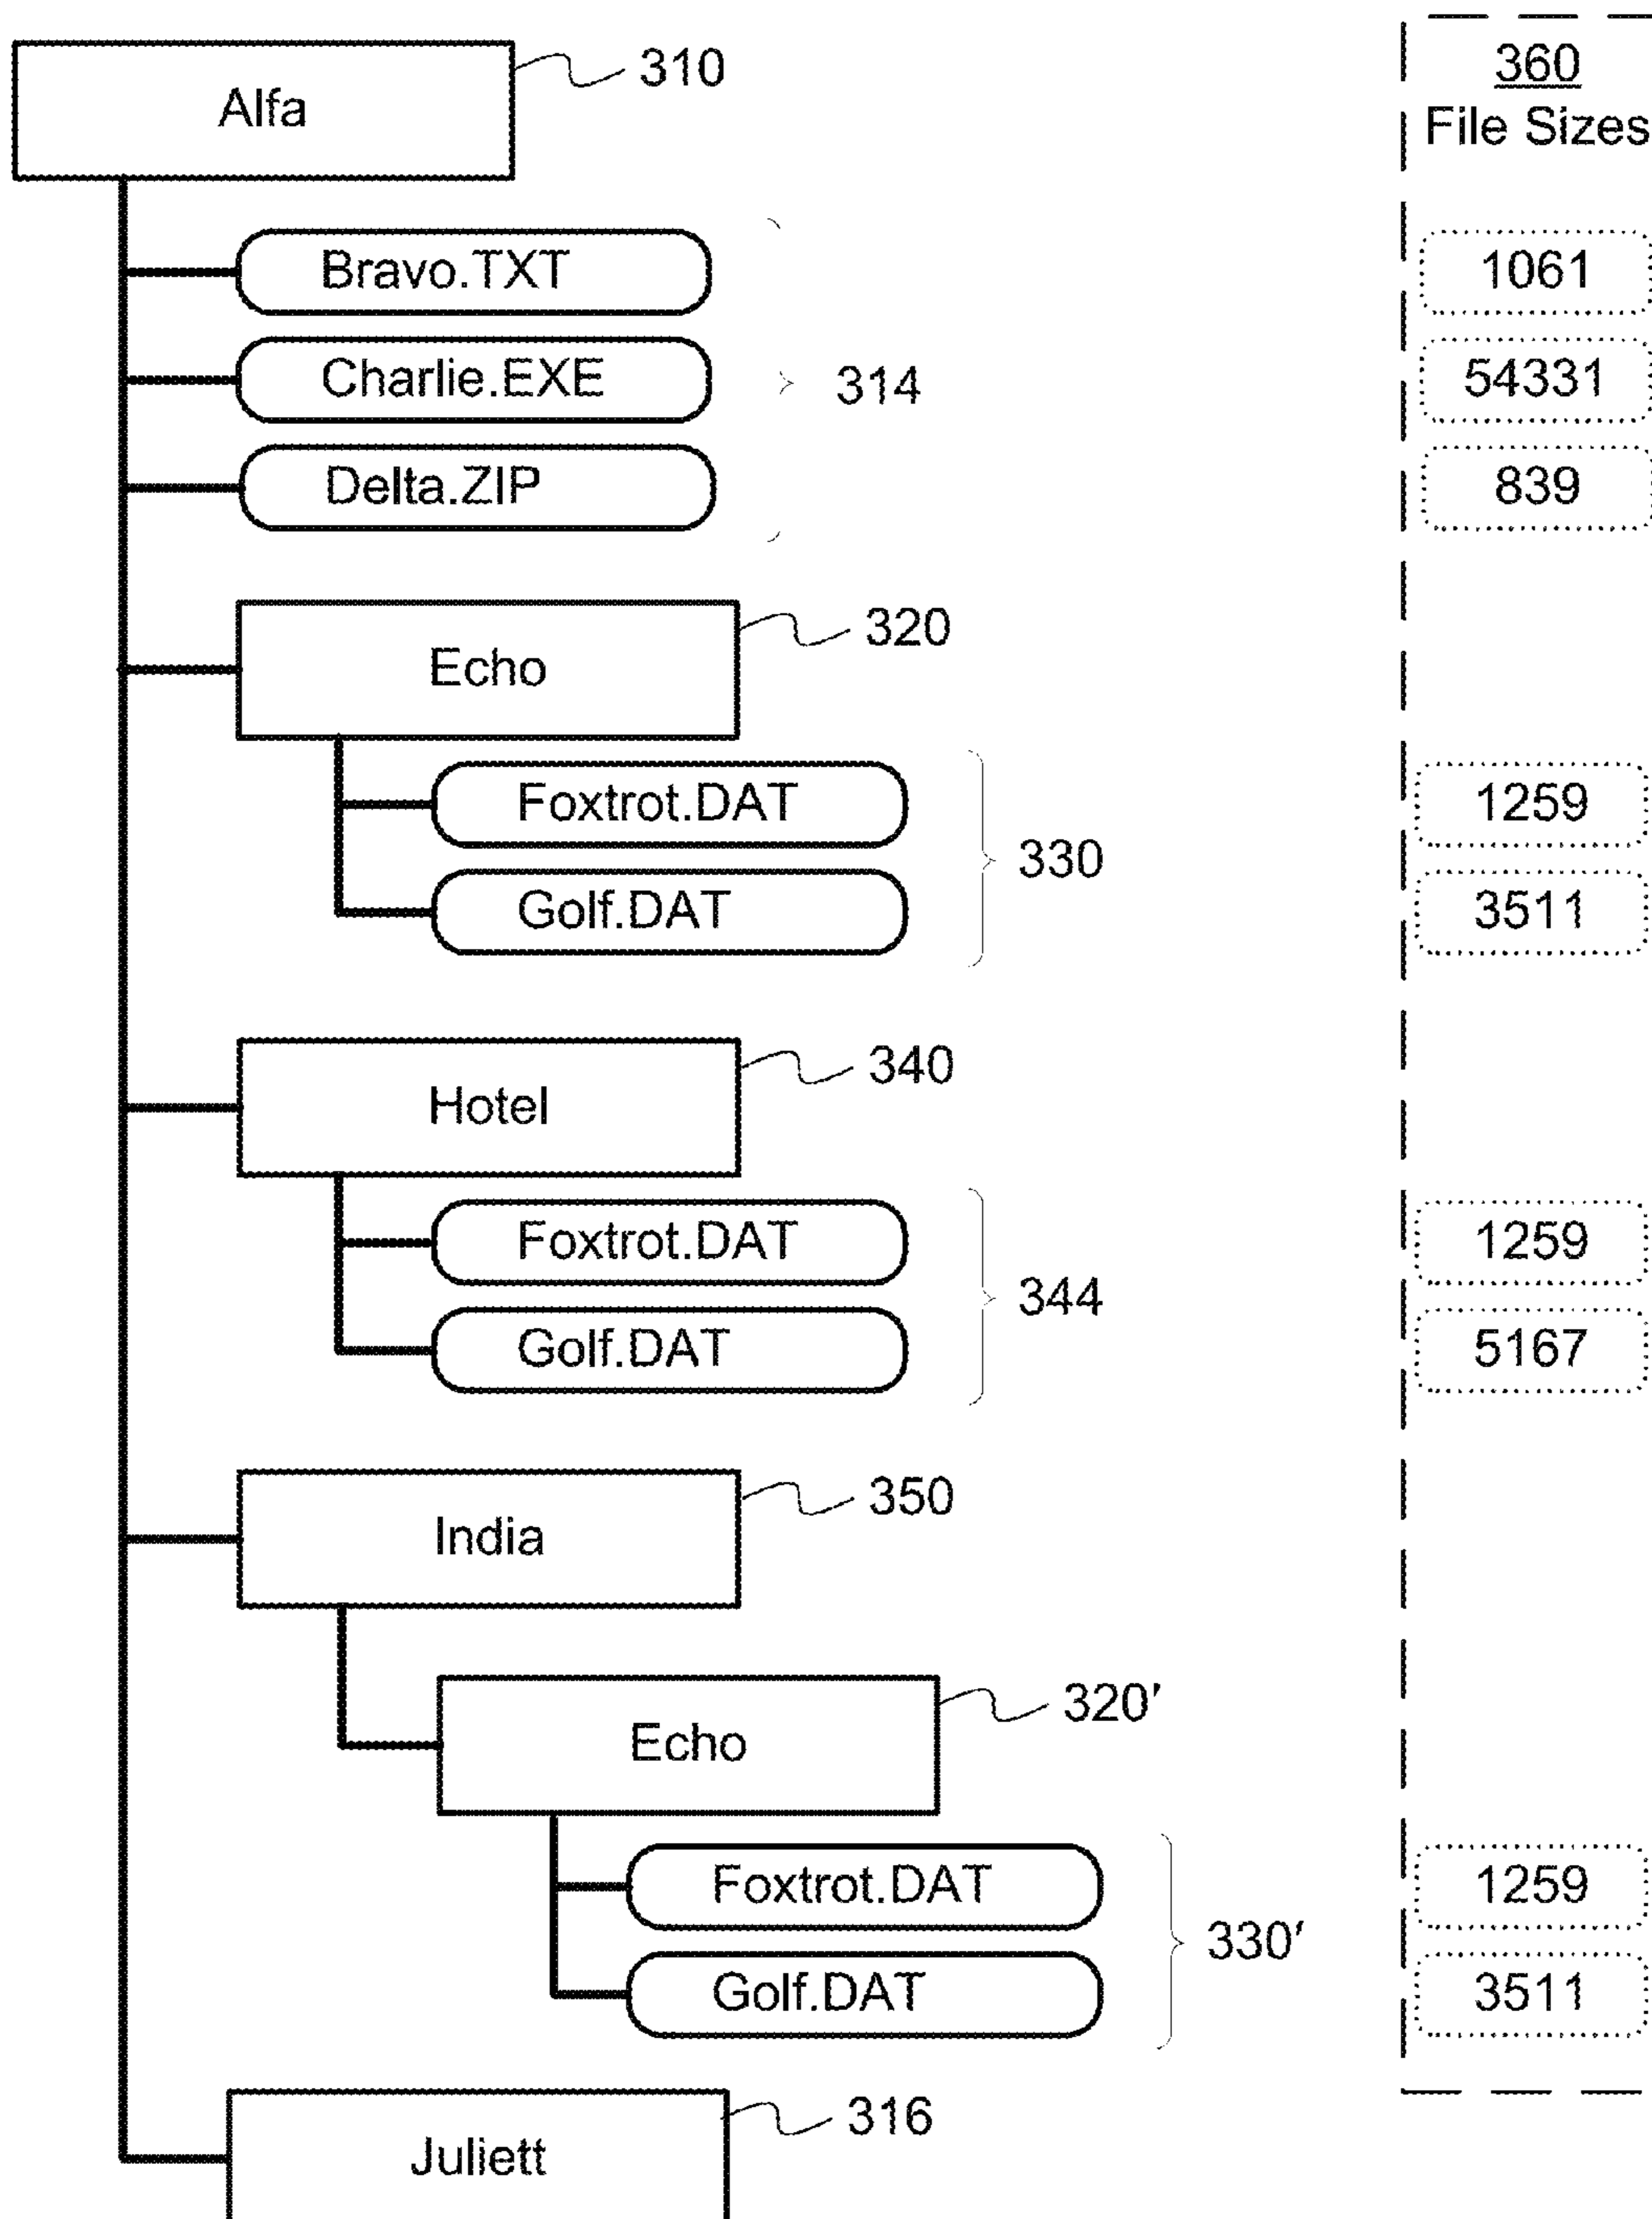 310
360
Alfa
File Sizes
Bravo.TXT
1061
Charlie.EXE
314
54331
Delta.ZIP
839
320
Echo
Foxtrot.DAT
1259
330
Golf.DAT
3511
340
Hotel
Foxtrot.DAT
1259
344
Golf.DAT
5167
350
India
320'
Echo
Foxtrot.DAT
1259
330'
Golf.DAT
3511
316
Juliett